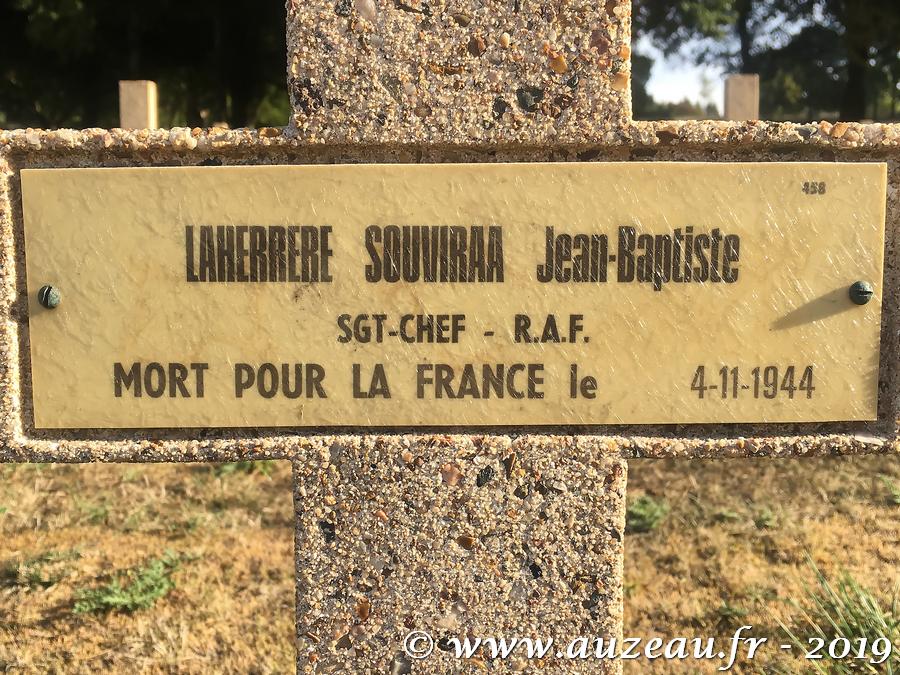 458
LAHERRERE SOUVIRAA Jean-Baptiste
SGT-CHEF - R.A.F.
MORT POUR LA FRANCE le 4-11-1944
© www.auzeau.fr - 2019